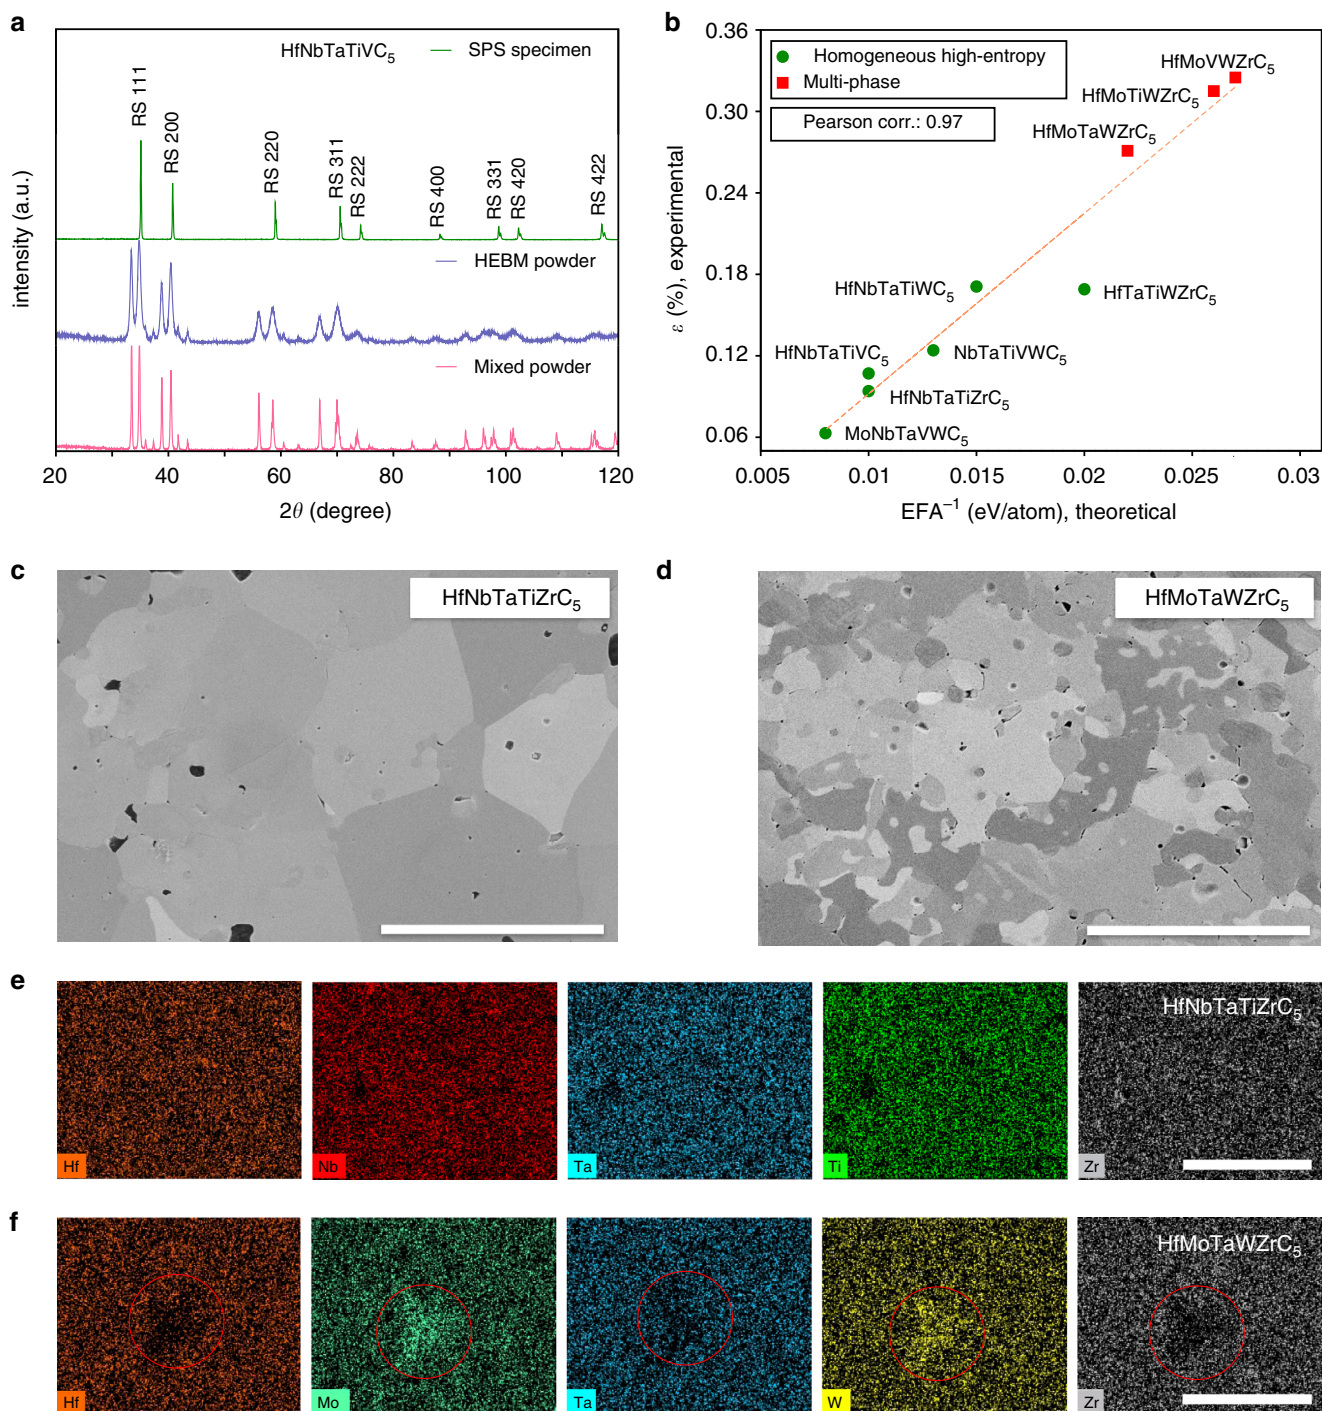 a
HfNbTaTiVC5
SPS specimen
RS 111
RS 200
RS 220
RS 311
RS 222
RS 400
RS 331
RS 420
RS 422
HEBM powder
Mixed powder
intensity (a.u.)
20
40
60
80
100
120
2θ (degree)
b
0.36
0.30
0.24
0.18
0.12
0.06
ε (%), experimental
Homogeneous high-entropy
Multi-phase
Pearson corr.: 0.97
HfMoVWZrC5
HfMoTiWZrC5
HfMoTaWZrC5
HfNbTaTiWC5
HfTaTiWZrC5
HfNbTaTiVC5
NbTaTiVWC5
HfNbTaTiZrC5
MoNbTaVWC5
0.005
0.01
0.015
0.02
0.025
0.03
EFA−1 (eV/atom), theoretical
c
HfNbTaTiZrC5
d
HfMoTaWZrC5
e
HfNbTaTiZrC5
Hf
Nb
Ta
Ti
Zr
f
HfMoTaWZrC5
Hf
Mo
Ta
W
Zr